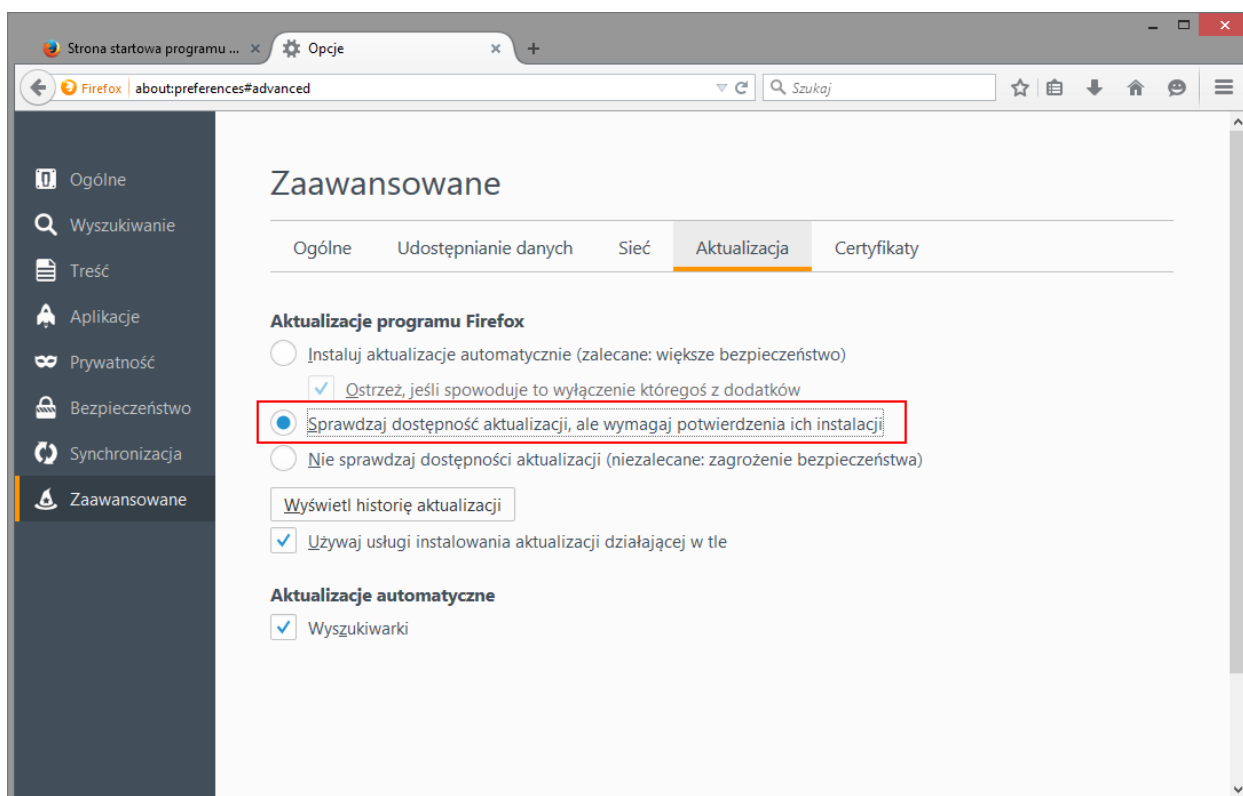 Strona startowa programu ...
Opcje
Firefox about:preferences#advanced
Szukaj
Ogólne
Wyszukiwanie
Treść
Aplikacje
Prywatność
Bezpieczeństwo
Synchronizacja
Zaawansowane
Zaawansowane
Ogólne Udostępnianie danych Sieć Aktualizacja Certyfikaty
Aktualizacje programu Firefox
Instaluj aktualizacje automatycznie (zalecane: większe bezpieczeństwo)
Ostrzeż, jeśli spowoduje to wyłączenie któregoś z dodatków
Sprawdzaj dostępność aktualizacji, ale wymagaj potwierdzenia ich instalacji
Nie sprawdzaj dostępności aktualizacji (niezalecane: zagrożenie bezpieczeństwa)
Wyświetl historię aktualizacji
Używaj usługi instalowania aktualizacji działającej w tle
Aktualizacje automatyczne
Wyszukiwarki